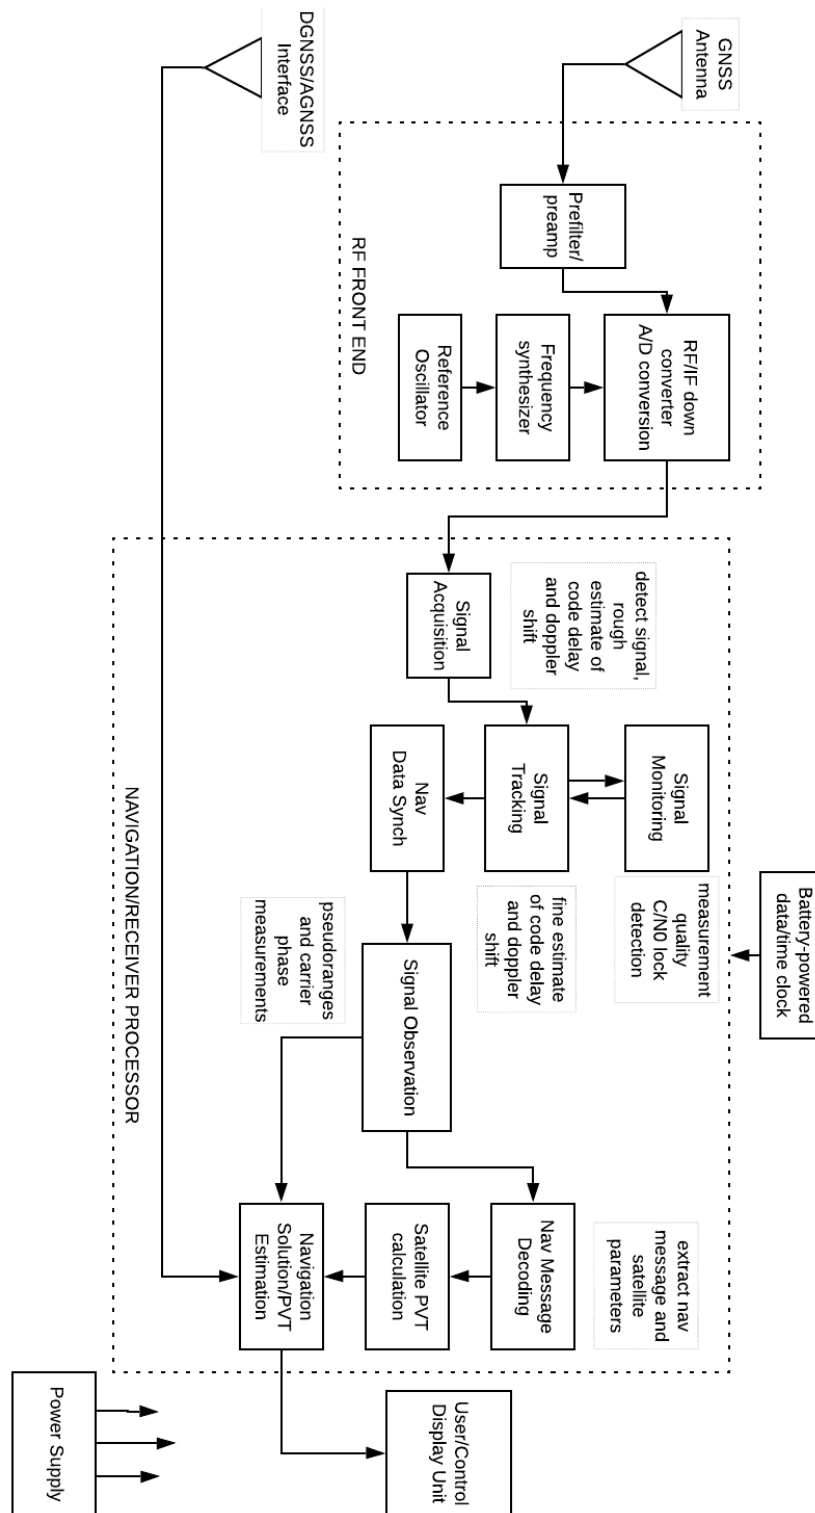 GNSS
Antenna
Prefilter/
preamp
RF/IF down
converter
A/D conversion
Frequency
synthesizer
Reference
Oscillator
RF FRONT END
DGNSS/AGNSS
Interface
detect signal,
rough
estimate of
code delay
and doppler
shift
Signal
Acquisition
Signal
Monitoring
Signal
Tracking
Nav
Data Synch
Battery-powered
data/time clock
measurement
quality
C/N0 lock
detection
fine estimate
of code delay
and doppler
shift
Signal Observation
pseudoranges
and carrier
phase
measurements
NAVIGATION/RECEIVER PROCESSOR
extract nav
message and
satellite
parameters
Nav Message
Decoding
Satellite PVT
calculation
Navigation
Solution/PVT
Estimation
User/Control
Display Unit
Power Supply